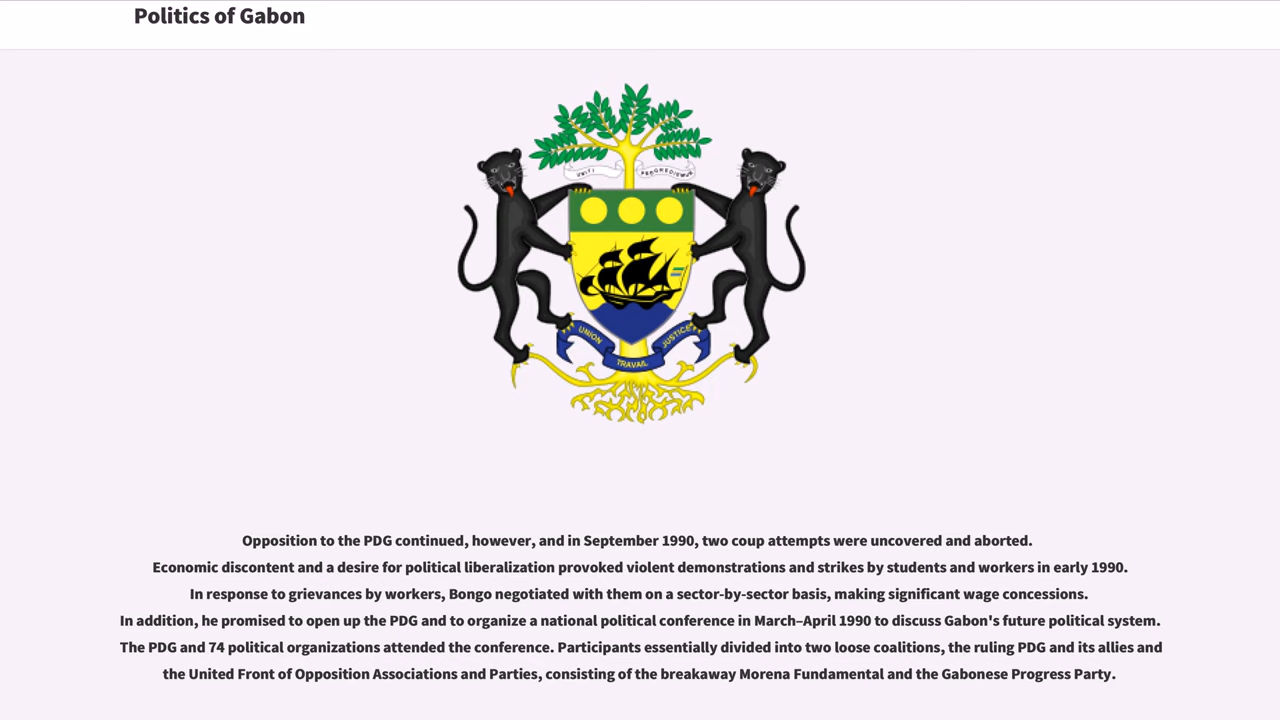 Politics of Gabon
UNITI PROGREDIEMUR
UNION TRAVAIL JUSTICE
Opposition to the PDG continued, however, and in September 1990, two coup attempts were uncovered and aborted.
Economic discontent and a desire for political liberalization provoked violent demonstrations and strikes by students and workers in early 1990.
In response to grievances by workers, Bongo negotiated with them on a sector-by-sector basis, making significant wage concessions.
In addition, he promised to open up the PDG and to organize a national political conference in March–April 1990 to discuss Gabon's future political system.
The PDG and 74 political organizations attended the conference. Participants essentially divided into two loose coalitions, the ruling PDG and its allies and
the United Front of Opposition Associations and Parties, consisting of the breakaway Morena Fundamental and the Gabonese Progress Party.